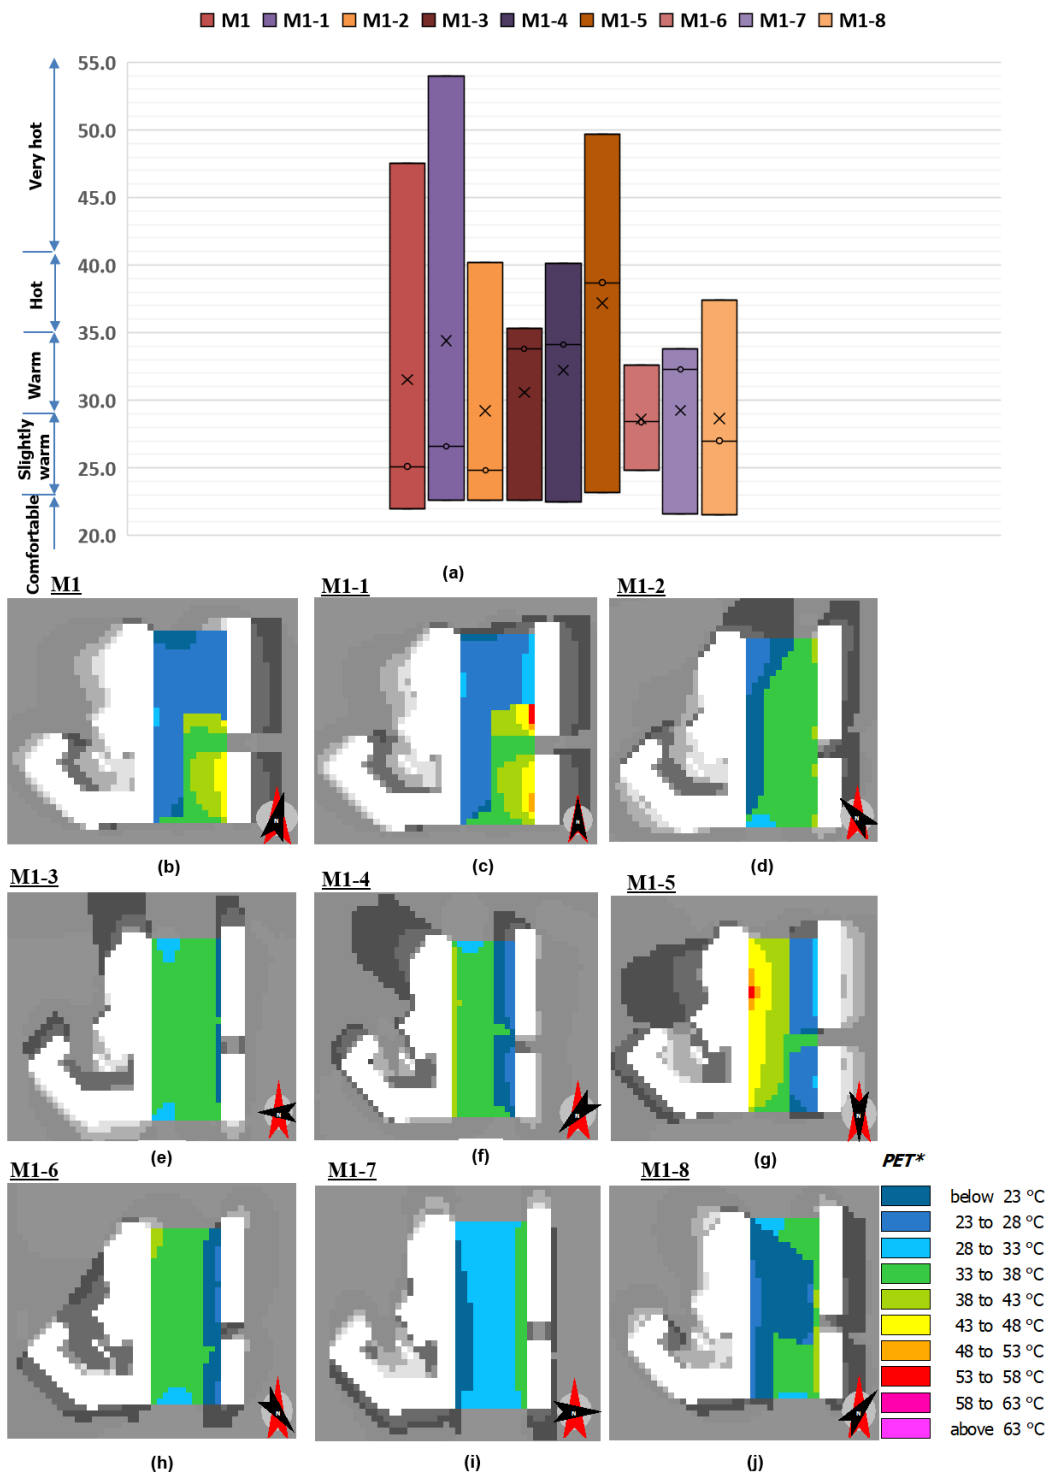 M1 M1-1 M1-2 M1-3 M1-4 M1-5 M1-6 M1-7 M1-8
55.0
50.0
45.0
40.0
35.0
30.0
25.0
20.0
Very hot
Hot
Warm
Slightly
warm
Comfortable
(a)
M1
M1-1
M1-2
N
N
N
(b)
(c)
(d)
M1-3
M1-4
M1-5
N
N
N
(e)
(f)
(g)
M1-6
M1-7
M1-8
N
N
N
(h)
(i)
(j)
PET*
below 23 °C
23 to 28 °C
28 to 33 °C
33 to 38 °C
38 to 43 °C
43 to 48 °C
48 to 53 °C
53 to 58 °C
58 to 63 °C
above 63 °C